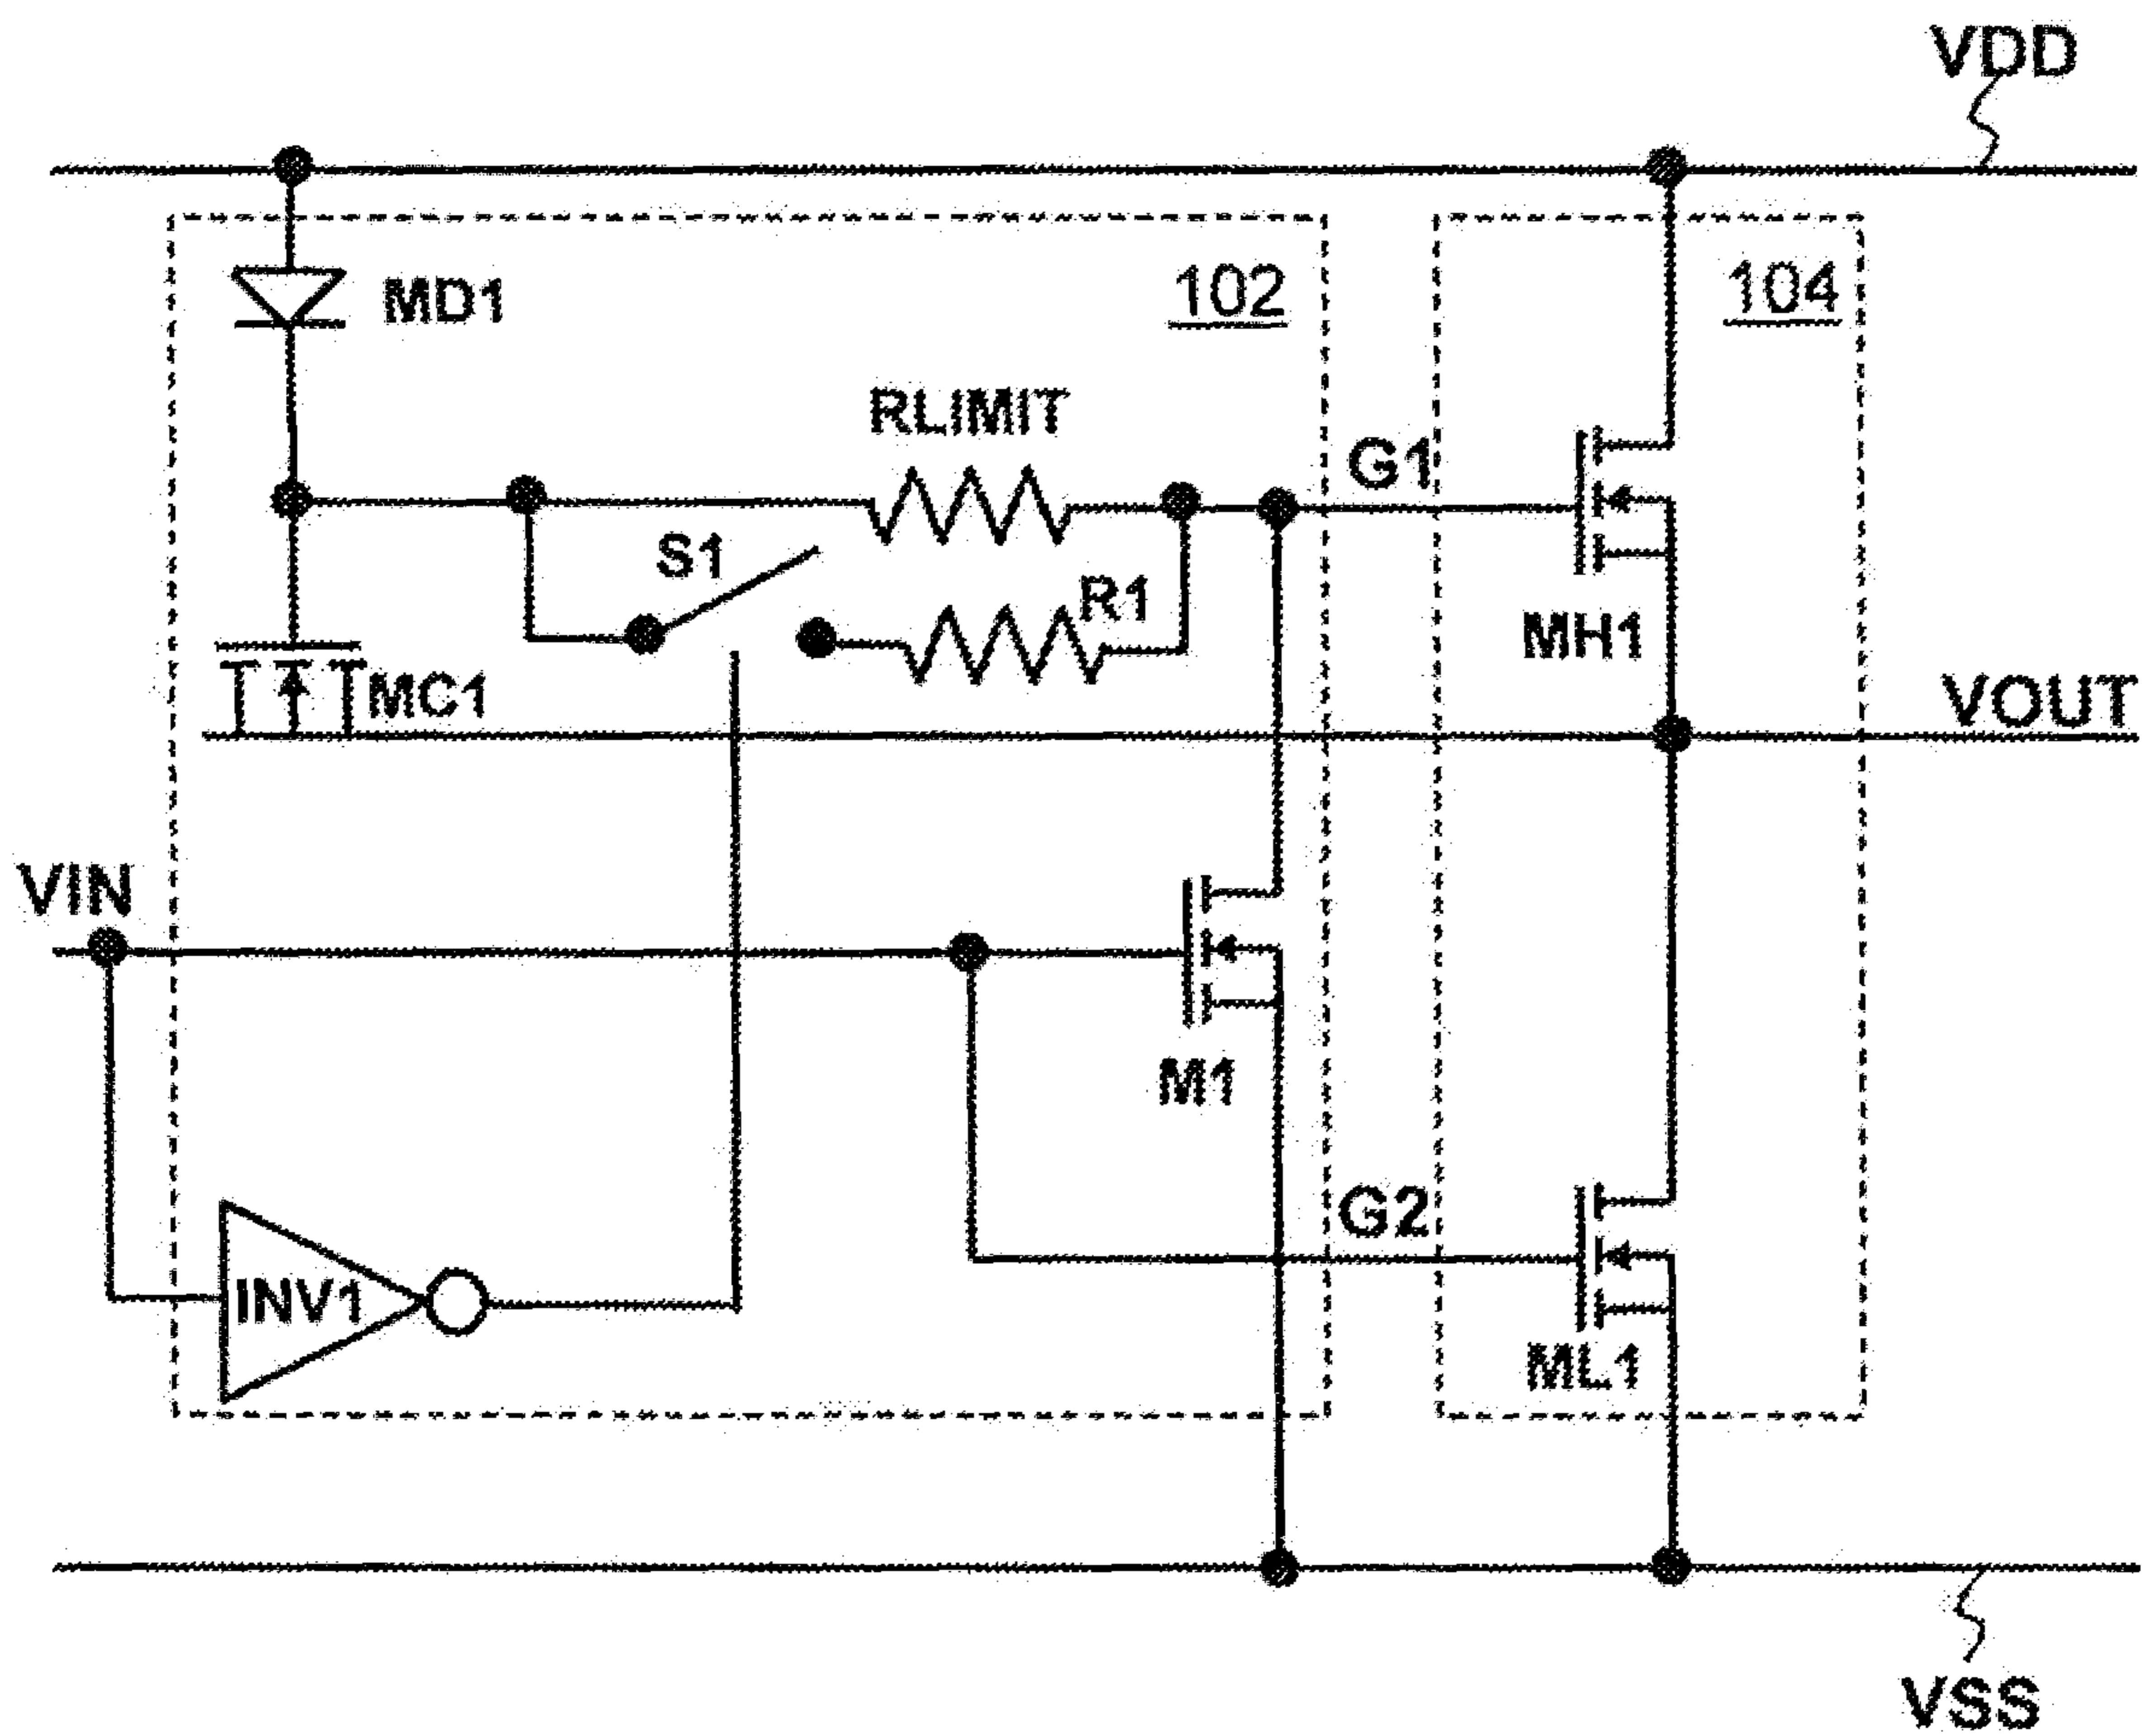 VDD
102
104
MD1
RLIMIT
G1
S1
R1
MH1
MC1
VOUT
VIN
M1
G2
INV1
ML1
VSS